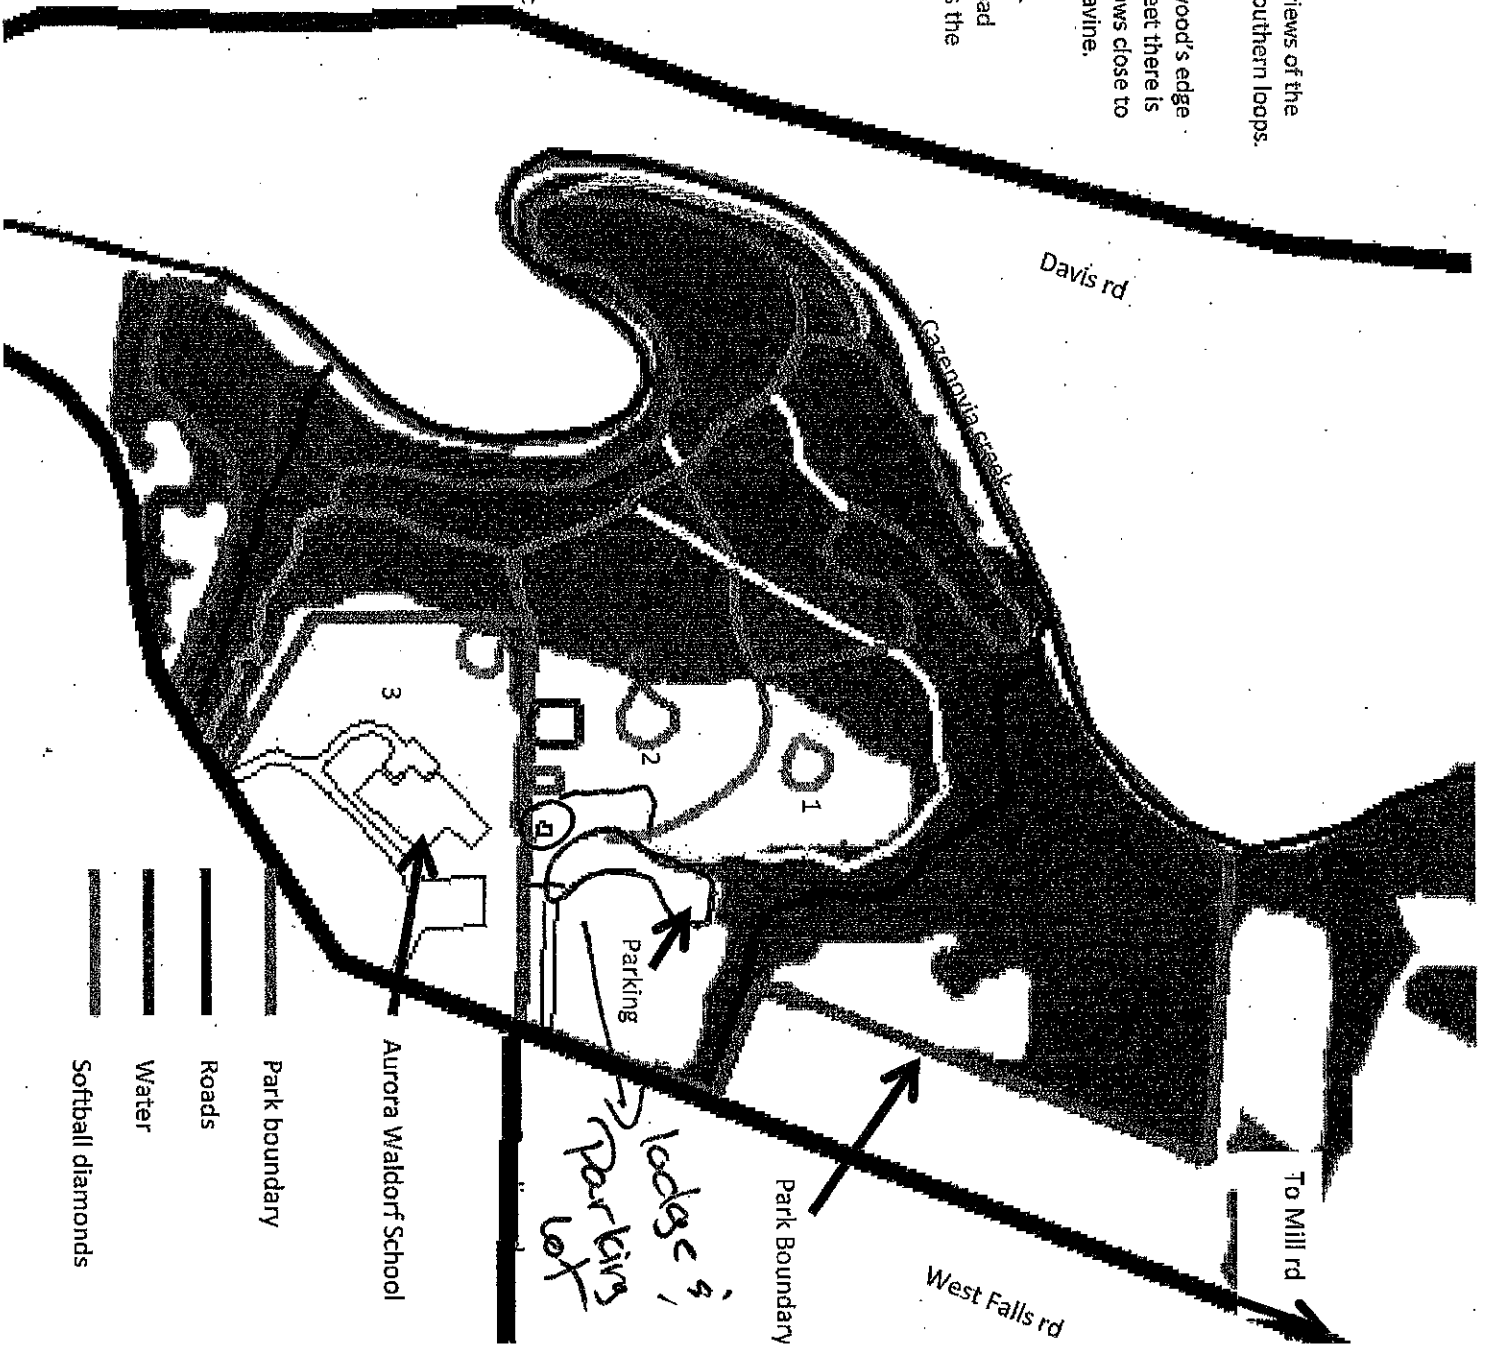 iews of the
outhern loops.
wood's edge
eet there is
ws close to
avine.
ad
s the
Davis rd
Cazenovia creek
To Mill rd
West Falls rd
Park Boundary
1
2
3
Parking
lodge &
Parking
lot
Aurora Waldorf School
Park boundary
Roads
Water
Softball diamonds